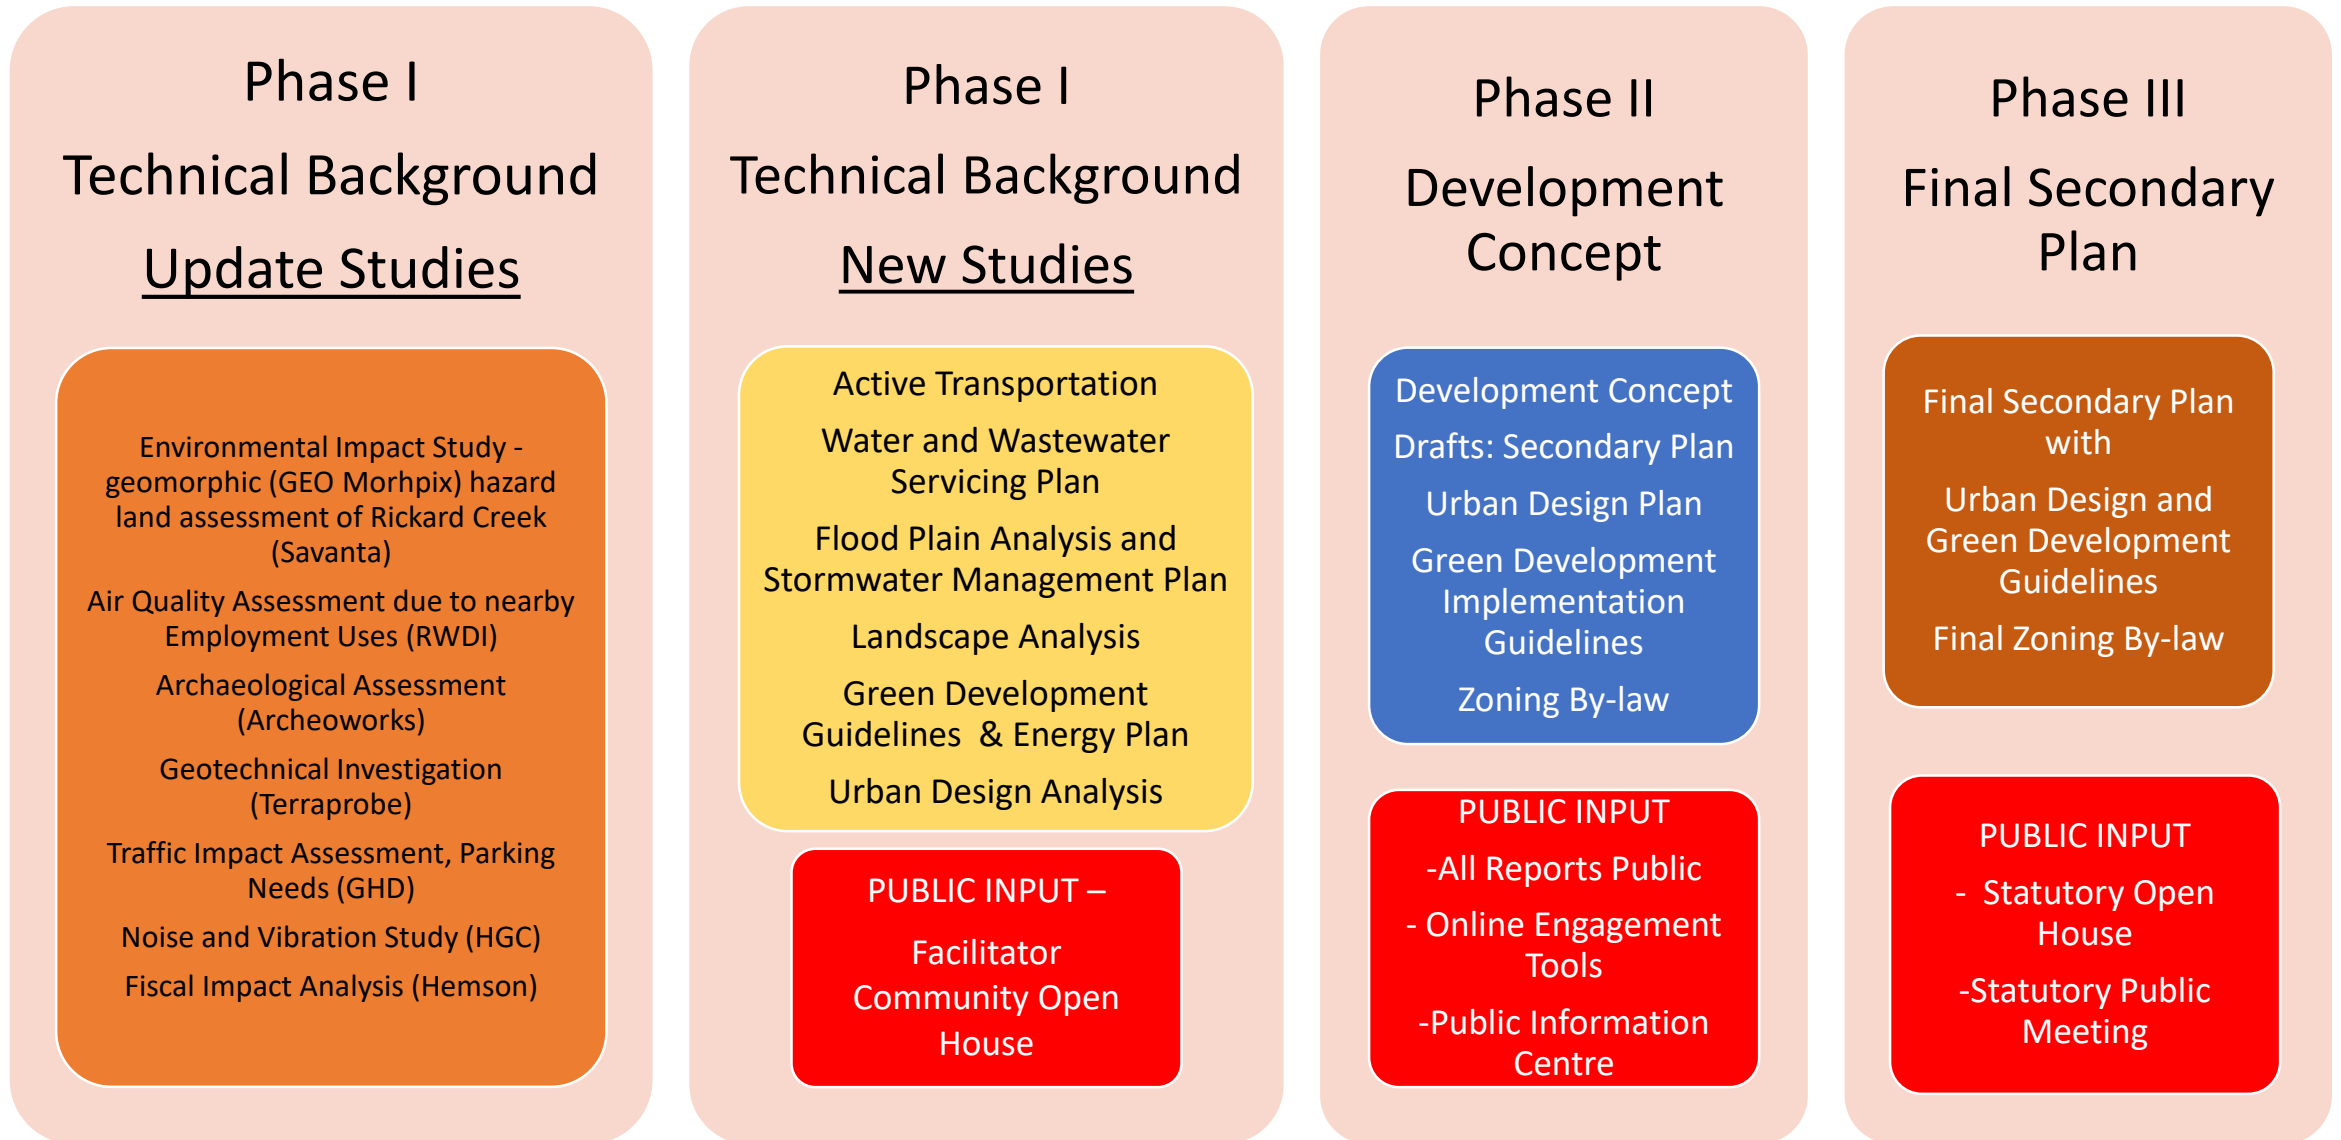 Phase I
Technical Background
Update Studies
Environmental Impact Study -
geomorphic (GEO Morhpix) hazard
land assessment of Rickard Creek
(Savanta)
Air Quality Assessment due to nearby
Employment Uses (RWDI)
Archaeological Assessment
(Archeoworks)
Geotechnical Investigation
(Terraprobe)
Traffic Impact Assessment, Parking
Needs (GHD)
Noise and Vibration Study (HGC)
Fiscal Impact Analysis (Hemson)
Phase I
Technical Background
New Studies
Active Transportation
Water and Wastewater
Servicing Plan
Flood Plain Analysis and
Stormwater Management Plan
Landscape Analysis
Green Development
Guidelines  & Energy Plan
Urban Design Analysis
PUBLIC INPUT –
Facilitator
Community Open
House
Phase II
Development
Concept
Development Concept
Drafts: Secondary Plan
Urban Design Plan
Green Development
Implementation
Guidelines
Zoning By-law
PUBLIC INPUT
-All Reports Public
- Online Engagement
Tools
-Public Information
Centre
Phase III
Final Secondary
Plan
Final Secondary Plan
with
Urban Design and
Green Development
Guidelines
Final Zoning By-law
PUBLIC INPUT
- Statutory Open
House
-Statutory Public
Meeting